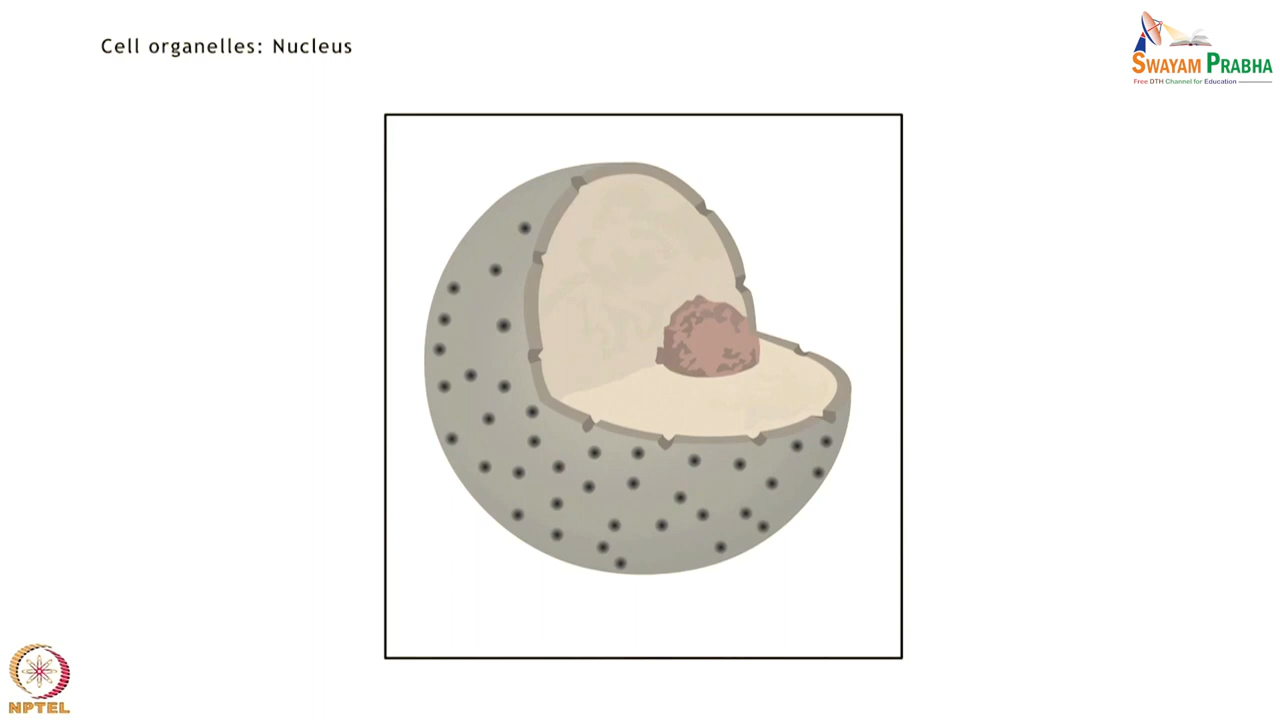 Cell organelles: Nucleus
SWAYAM PRABHA
Free DTH Channel for Education
NPTEL